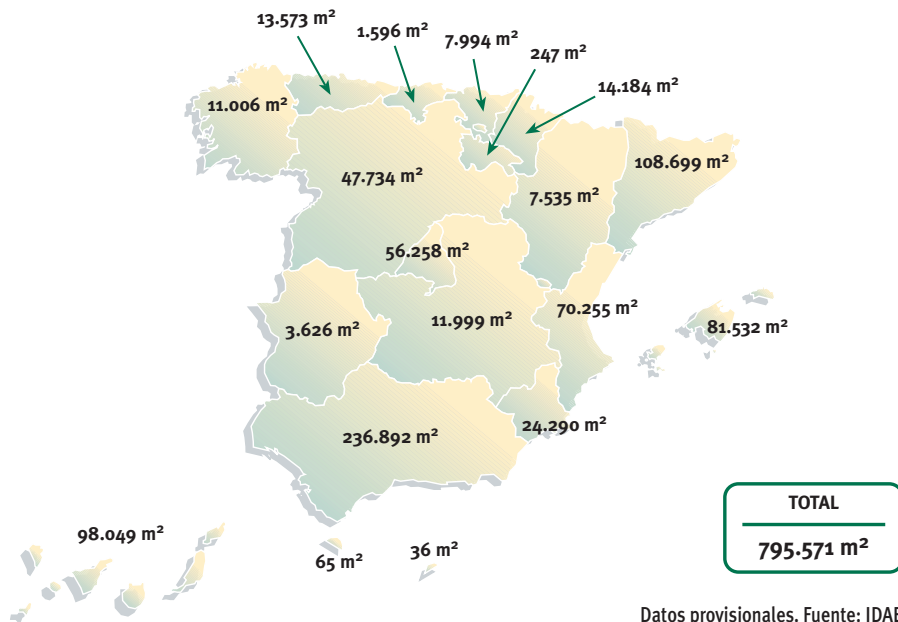 13.573 m²
1.596 m²
7.994 m²
247 m²
14.184 m²
11.006 m²
108.699 m²
47.734 m²
7.535 m²
56.258 m²
70.255 m²
3.626 m²
11.999 m²
81.532 m²
24.290 m²
236.892 m²
98.049 m²
65 m²
36 m²
TOTAL
795.571 m²
Datos provisionales. Fuente: IDAE